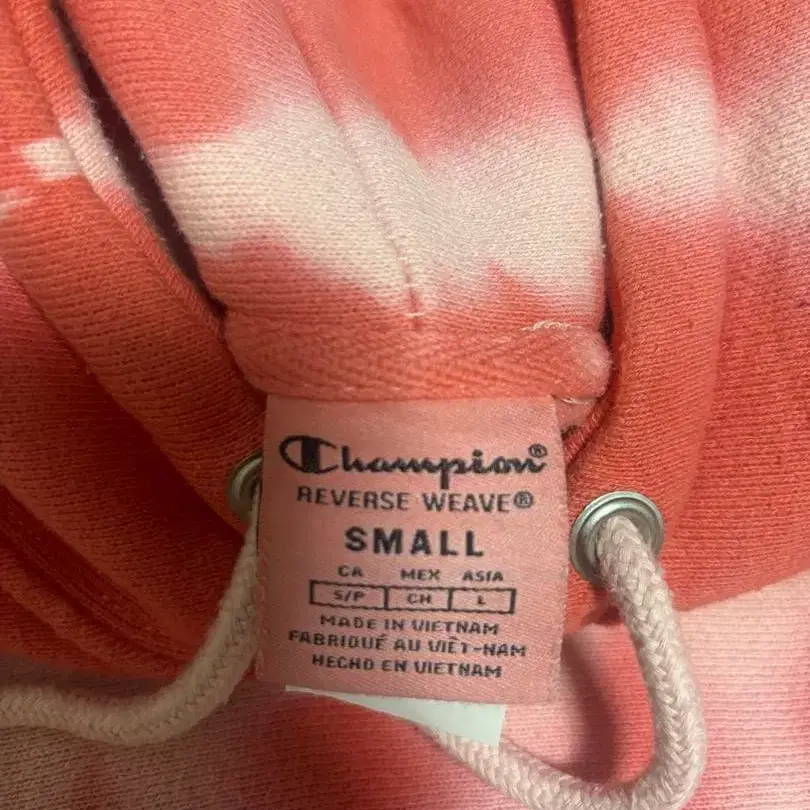 Champion®
REVERSE WEAVE®
SMALL
CA MEX ASIA
S/P CH L
MADE IN VIETNAM
FABRIQUÉ AU VIÊT-NAM
HECHO EN VIETNAM